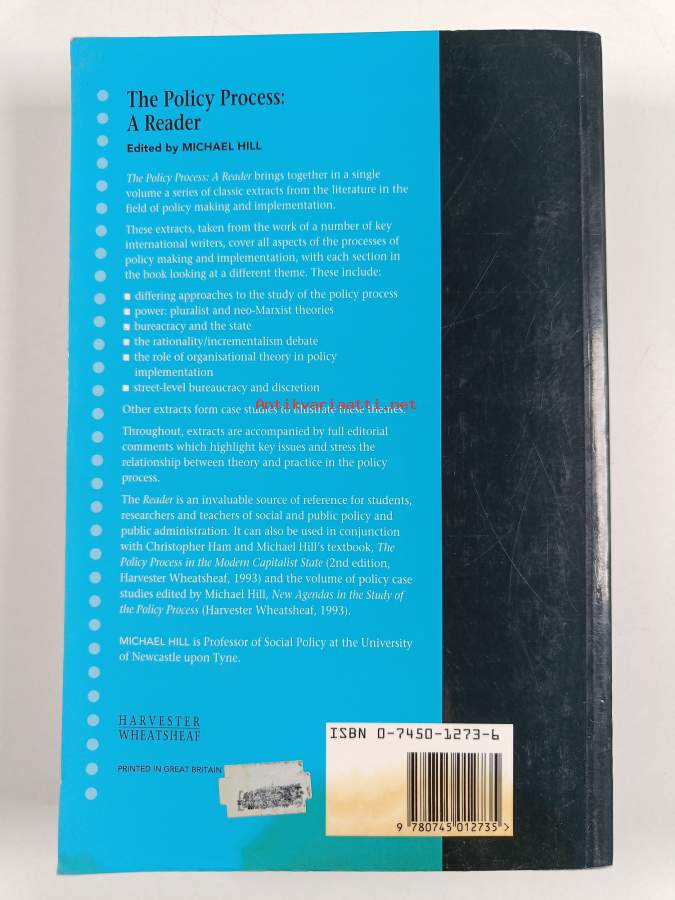 The Policy Process:
A Reader
Edited by MICHAEL HILL
The Policy Process: A Reader brings together in a single
volume a series of classic extracts from the literature in the
field of policy making and implementation.
These extracts, taken from the work of a number of key
international writers, cover all aspects of the processes of
policy making and implementation, with each section in
the book looking at a different theme. These include:
■ differing approaches to the study of the policy process
■ power: pluralist and neo-Marxist theories
■ bureacracy and the state
■ the rationality/incrementalism debate
■ the role of organisational theory in policy
implementation
■ street-level bureaucracy and discretion
Other extracts form case studies to illustrate these themes.
Antikvariaatti.net
Throughout, extracts are accompanied by full editorial
comments which highlight key issues and stress the
relationship between theory and practice in the policy
process.
The Reader is an invaluable source of reference for students,
researchers and teachers of social and public policy and
public administration. It can also be used in conjunction
with Christopher Ham and Michael Hill's textbook, The
Policy Process in the Modern Capitalist State (2nd edition,
Harvester Wheatsheaf, 1993) and the volume of policy case
studies edited by Michael Hill, New Agendas in the Study of
the Policy Process (Harvester Wheatsheaf, 1993).
MICHAEL HILL is Professor of Social Policy at the University
of Newcastle upon Tyne.
HARVESTER
WHEATSHEAF
PRINTED IN GREAT BRITAIN
ISBN 0-7450-1273-6
9 780745 012735 >